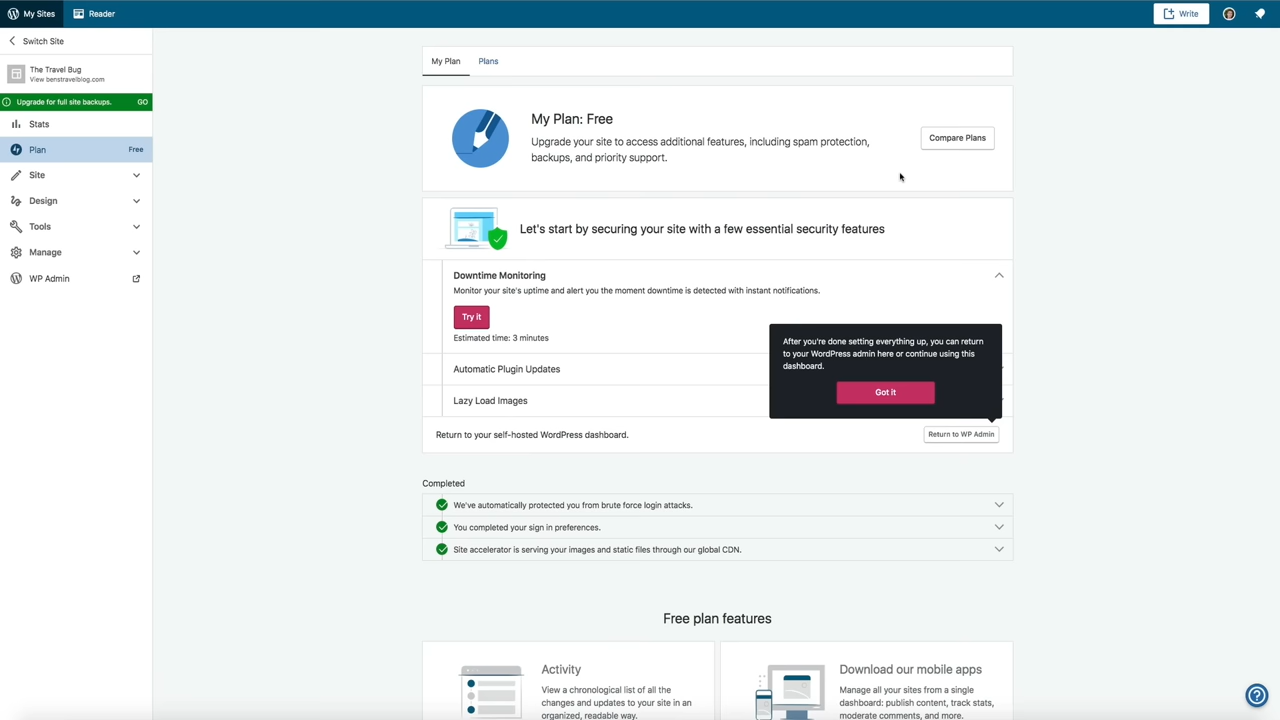 My Sites
Reader
Write
Switch Site
The Travel Bug
View benstravelblog.com
Upgrade for full site backups. GO
Stats
Plan Free
Site
Design
Tools
Manage
WP Admin
My Plan Plans
My Plan: Free
Upgrade your site to access additional features, including spam protection,
backups, and priority support.
Compare Plans
Let's start by securing your site with a few essential security features
Downtime Monitoring
Monitor your site's uptime and alert you the moment downtime is detected with instant notifications.
Try it
Estimated time: 3 minutes
After you're done setting everything up, you can return
to your WordPress admin here or continue using this
dashboard.
Got it
Automatic Plugin Updates
Lazy Load Images
Return to your self-hosted WordPress dashboard.
Return to WP Admin
Completed
We've automatically protected you from brute force login attacks.
You completed your sign in preferences.
Site accelerator is serving your images and static files through our global CDN.
Free plan features
Activity
View a chronological list of all the
changes and updates to your site in an
organized, readable way.
Download our mobile apps
Manage all your sites from a single
dashboard: publish content, track stats,
moderate comments, and more.